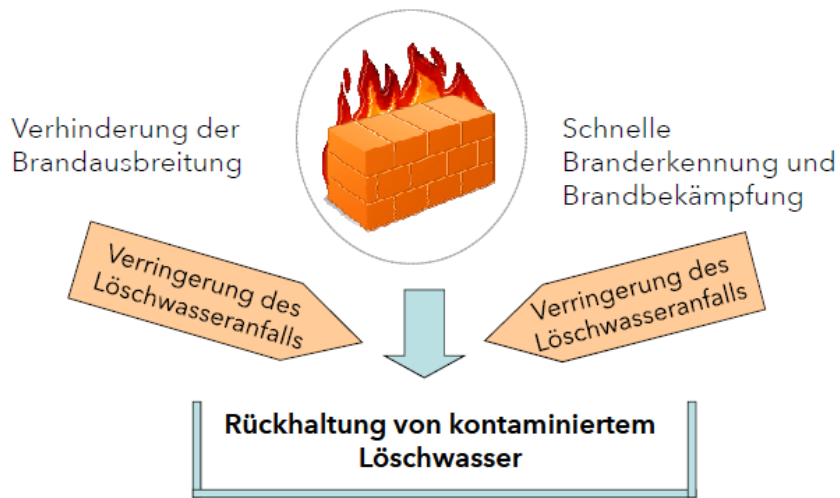 Verhinderung der
Brandausbreitung
Schnelle
Branderkennung und
Brandbekämpfung
Verringerung des
Löschwasseranfalls
Verringerung des
Löschwasseranfalls
Rückhaltung von kontaminiertem
Löschwasser